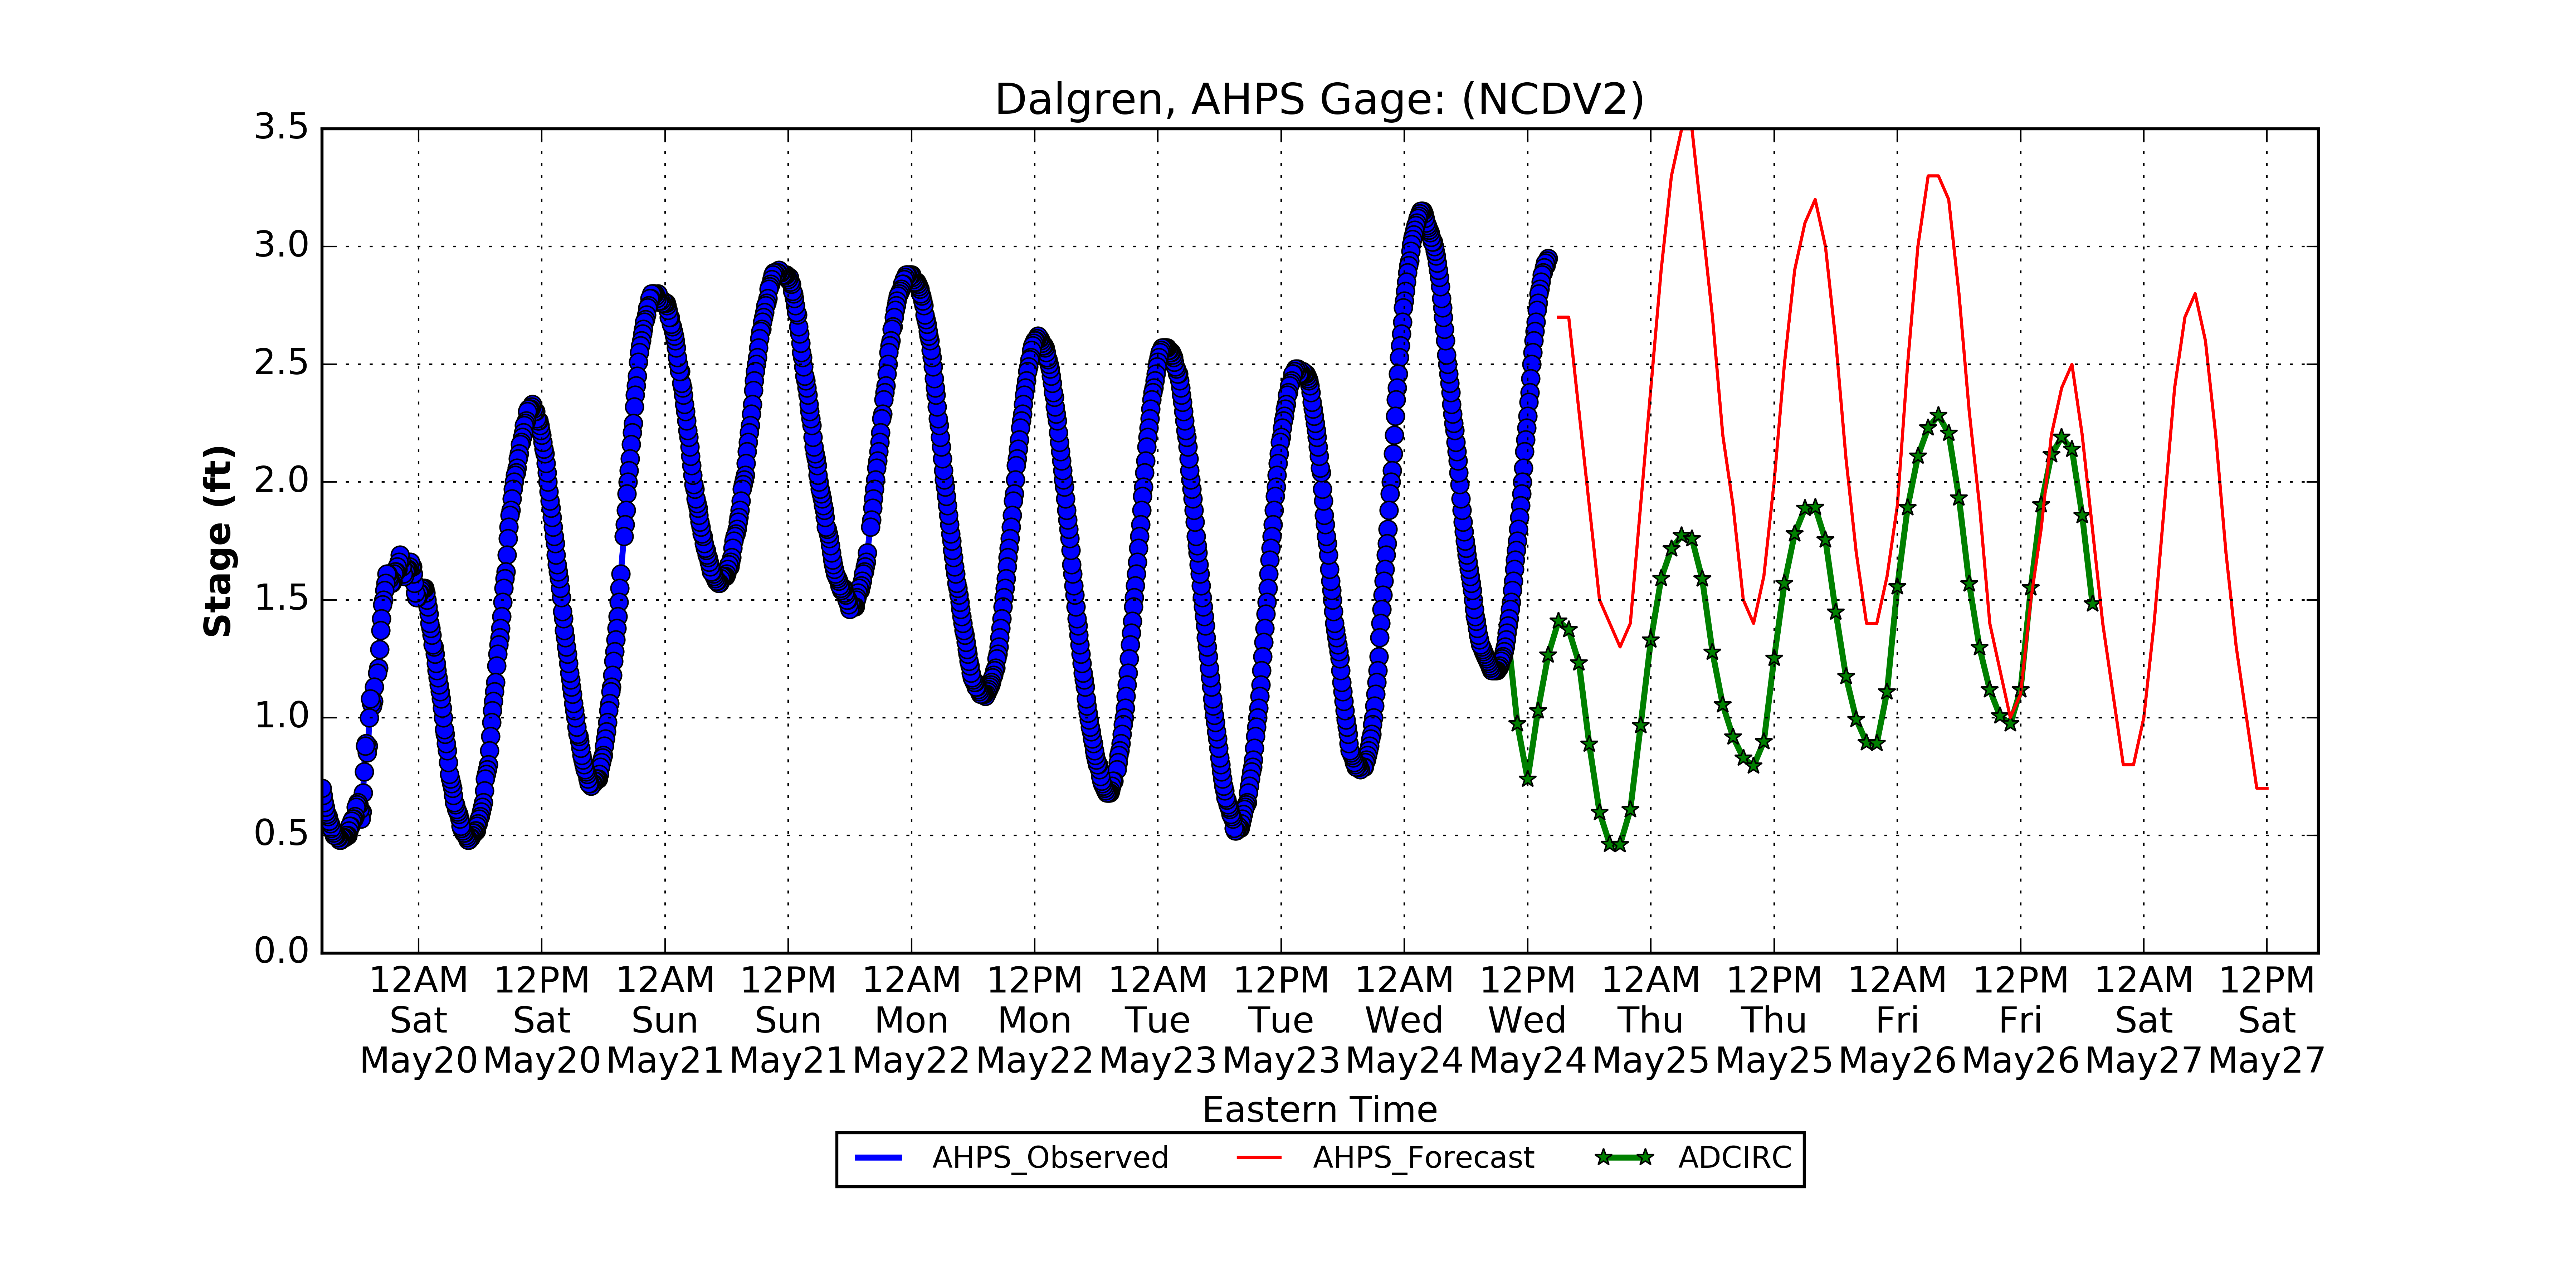 Dalgren, AHPS Gage: (NCDV2)
3.5
3.0
2.5
2.0
1.5
1.0
0.5
0.0
Stage (ft)
12AM 12PM 12AM 12PM 12AM 12PM 12AM 12PM 12AM 12PM 12AM 12PM 12AM 12PM 12AM 12PM
Sat Sat Sun Sun Mon Mon Tue Tue Wed Wed Thu Thu Fri Fri Sat Sat
May20 May20 May21 May21 May22 May22 May23 May23 May24 May24 May25 May25 May26 May26 May27 May27
Eastern Time
AHPS_Observed AHPS_Forecast ADCIRC